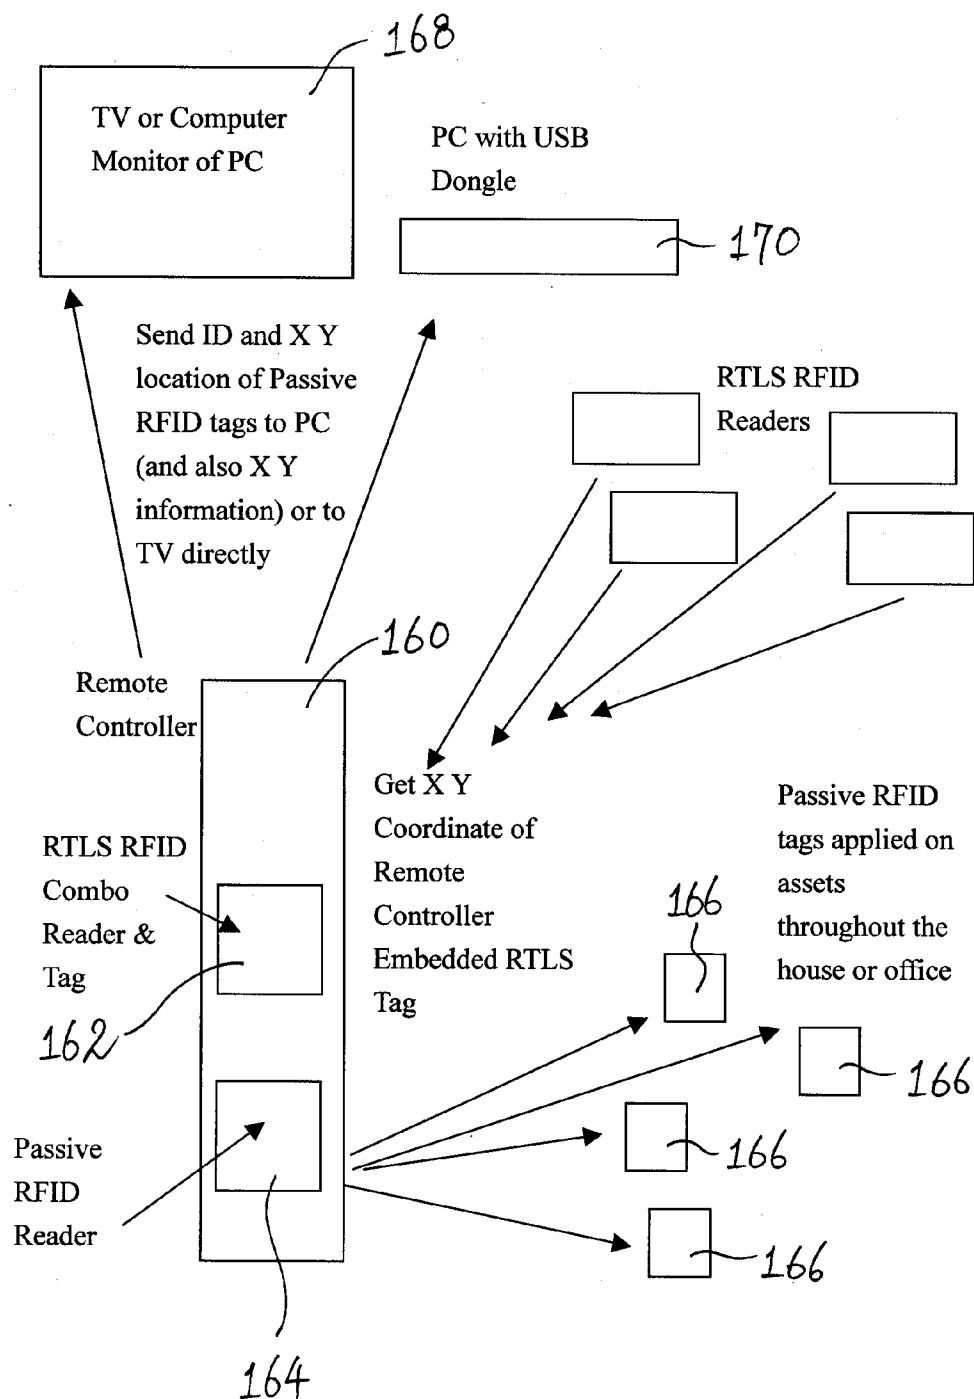 168
TV or Computer
Monitor of PC
PC with USB
Dongle
170
Send ID and X Y
location of Passive
RFID tags to PC
(and also X Y
information) or to
TV directly
RTLS RFID
Readers
160
Remote
Controller
Get X Y
Coordinate of
Remote
Controller
Embedded RTLS
Tag
Passive RFID
tags applied on
assets
throughout the
house or office
RTLS RFID
Combo
Reader &
Tag
162
166
166
166
166
Passive
RFID
Reader
164